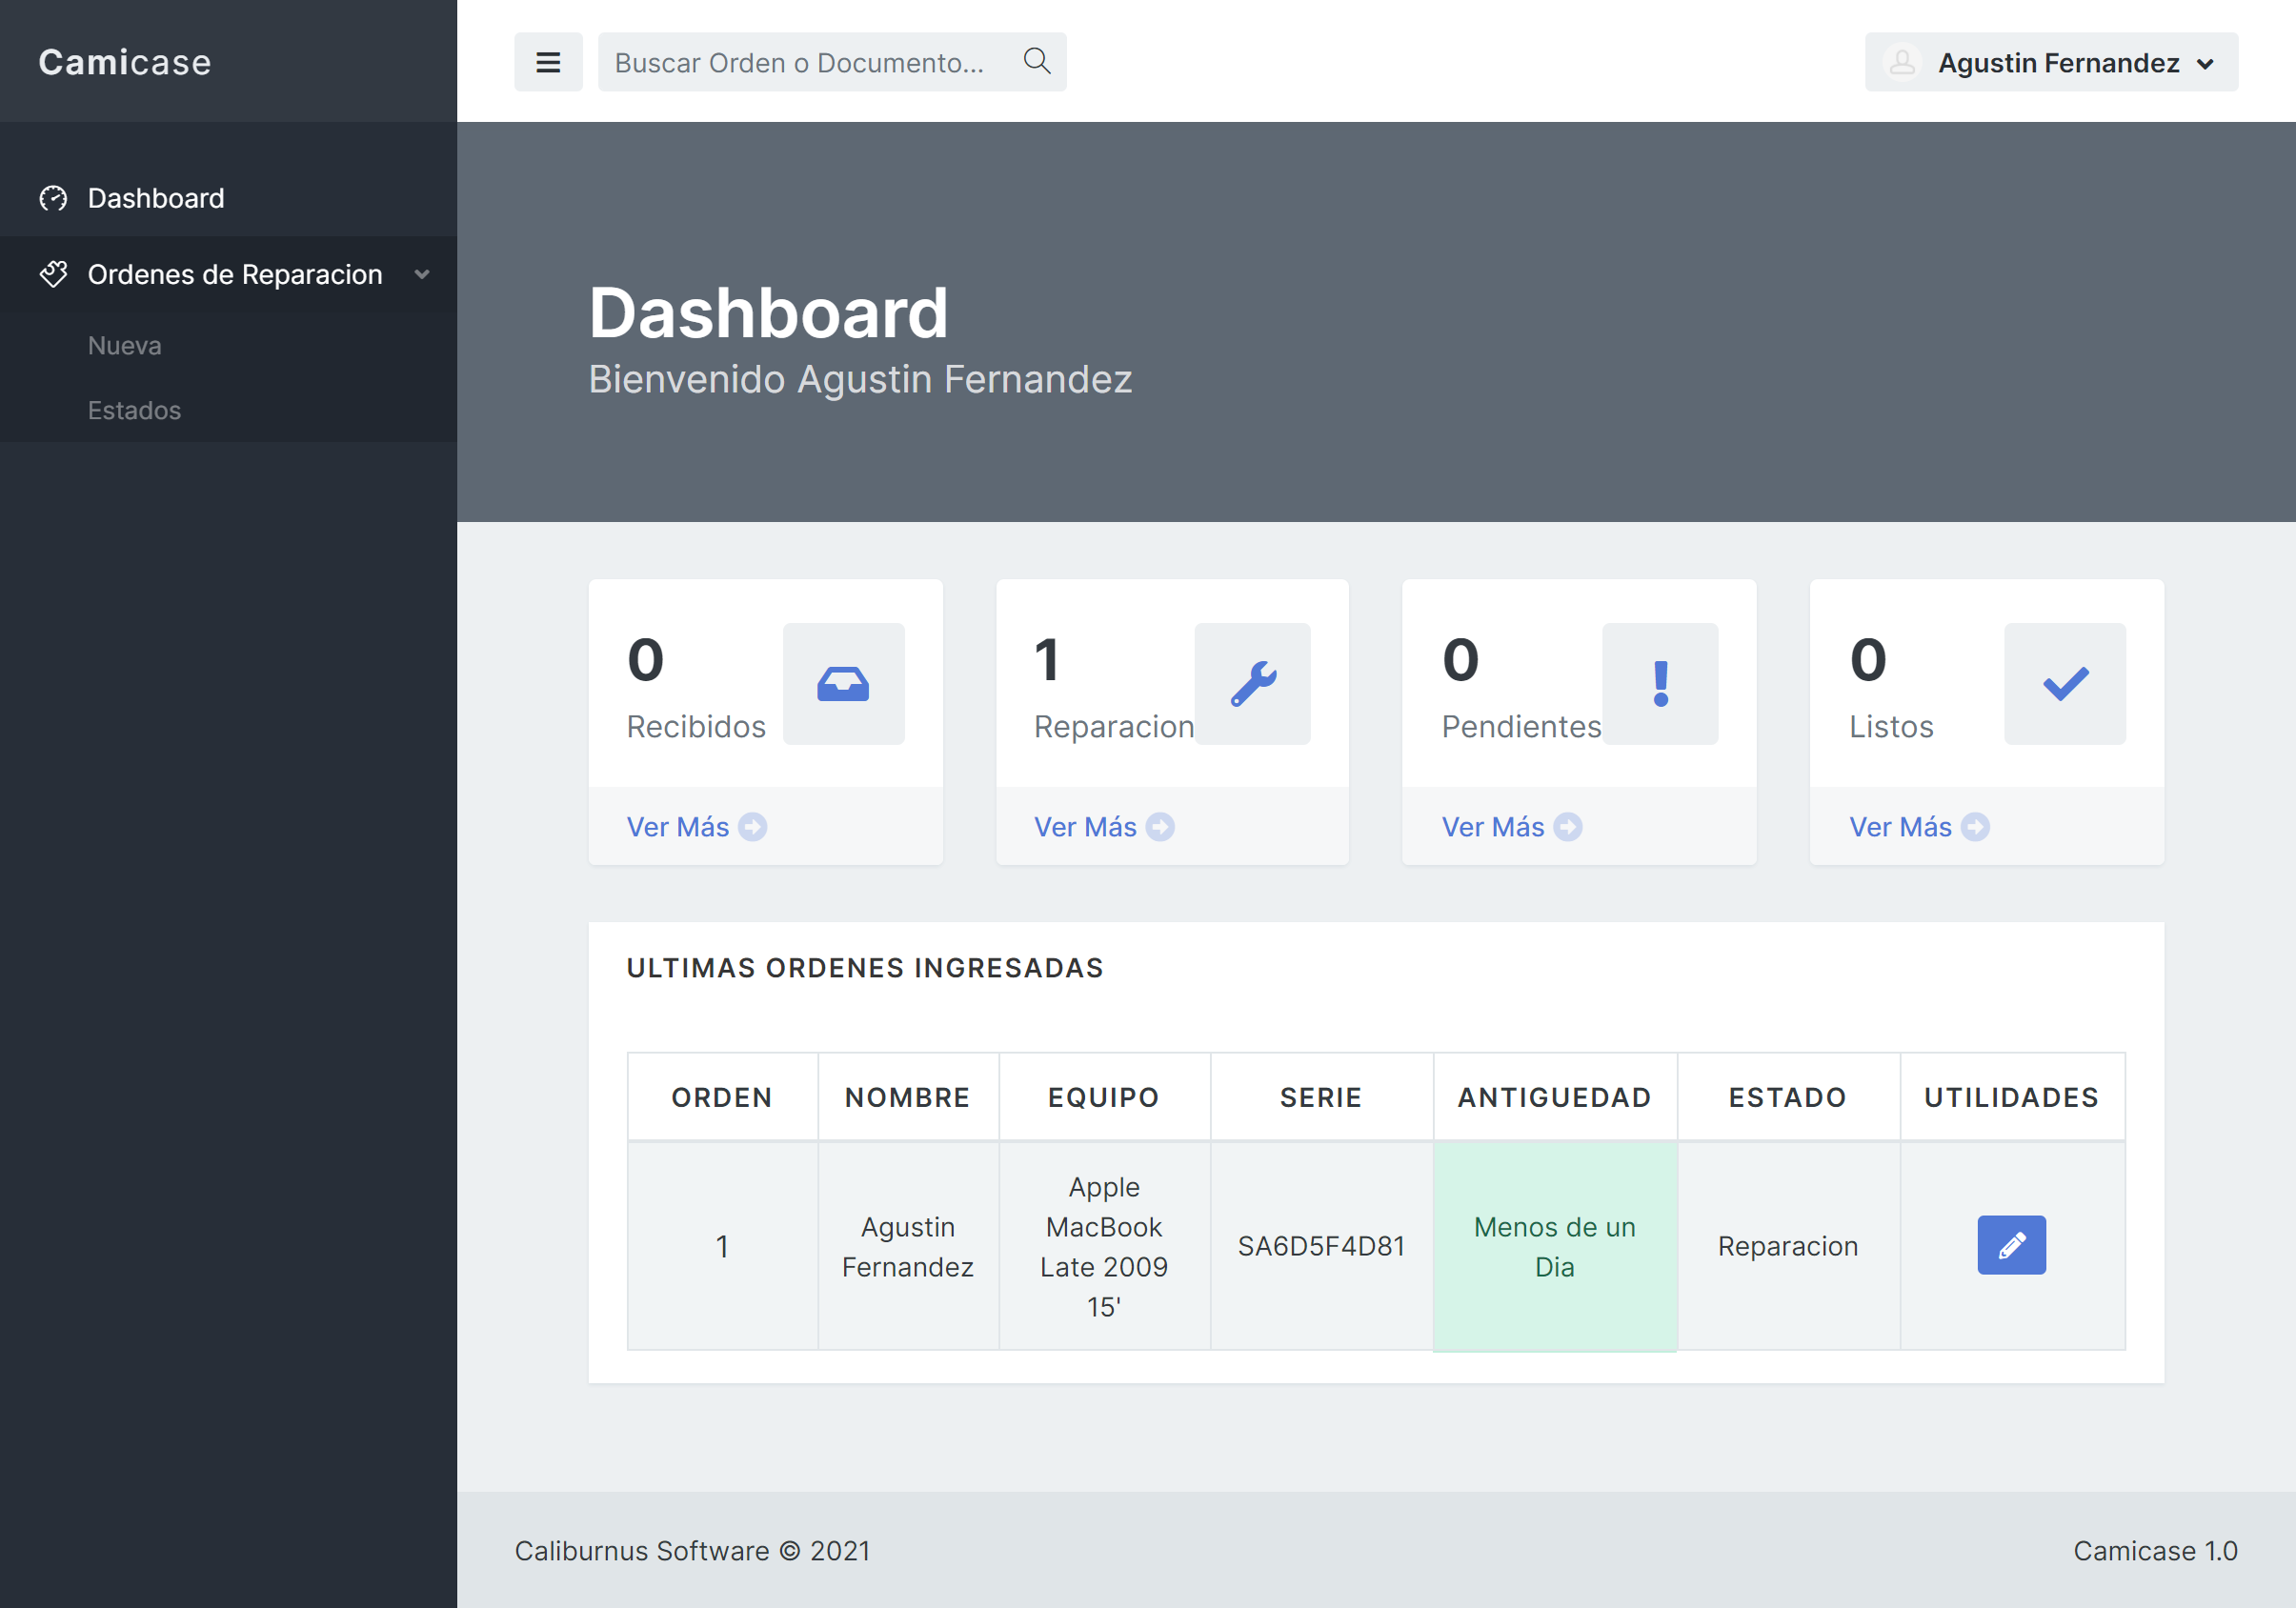 Camicase
Buscar Orden o Documento...
Agustin Fernandez
Dashboard
Ordenes de Reparacion
Nueva
Estados
Dashboard
Bienvenido Agustin Fernandez
0
Recibidos
Ver Más
1
Reparacion
Ver Más
0
Pendientes
Ver Más
0
Listos
Ver Más
ULTIMAS ORDENES INGRESADAS
ORDEN NOMBRE EQUIPO SERIE ANTIGUEDAD ESTADO UTILIDADES
1
Agustin
Fernandez
Apple
MacBook
Late 2009
15'
SA6D5F4D81
Menos de un
Dia
Reparacion
Caliburnus Software © 2021
Camicase 1.0